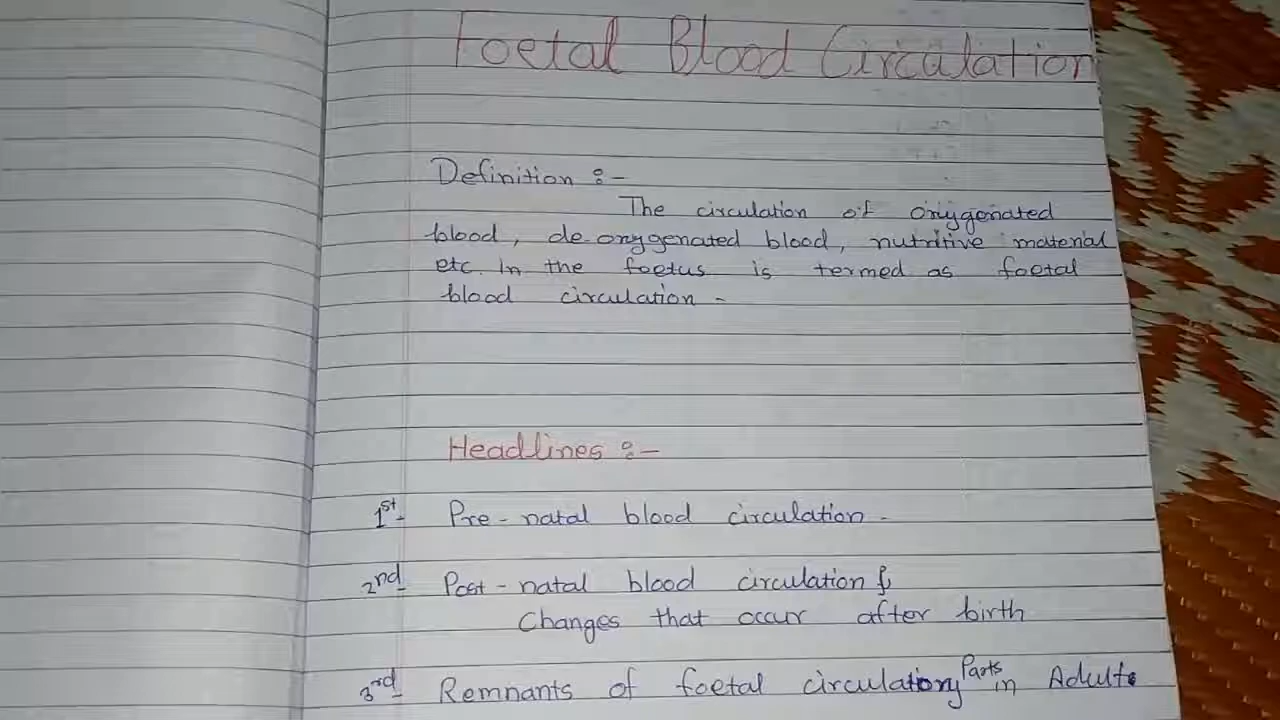 Foetal Blood Circulation
Definition :-
The circulation of oxygenated
blood, de oxygenated blood, nutritive material
etc. In the foetus is termed as foetal
blood circulation -
Headlines :-
1st- Pre-natal blood circulation -
2nd- Post-natal blood circulation &
Changes that occur after birth
3rd- Remnants of foetal circulatory Parts in Adults